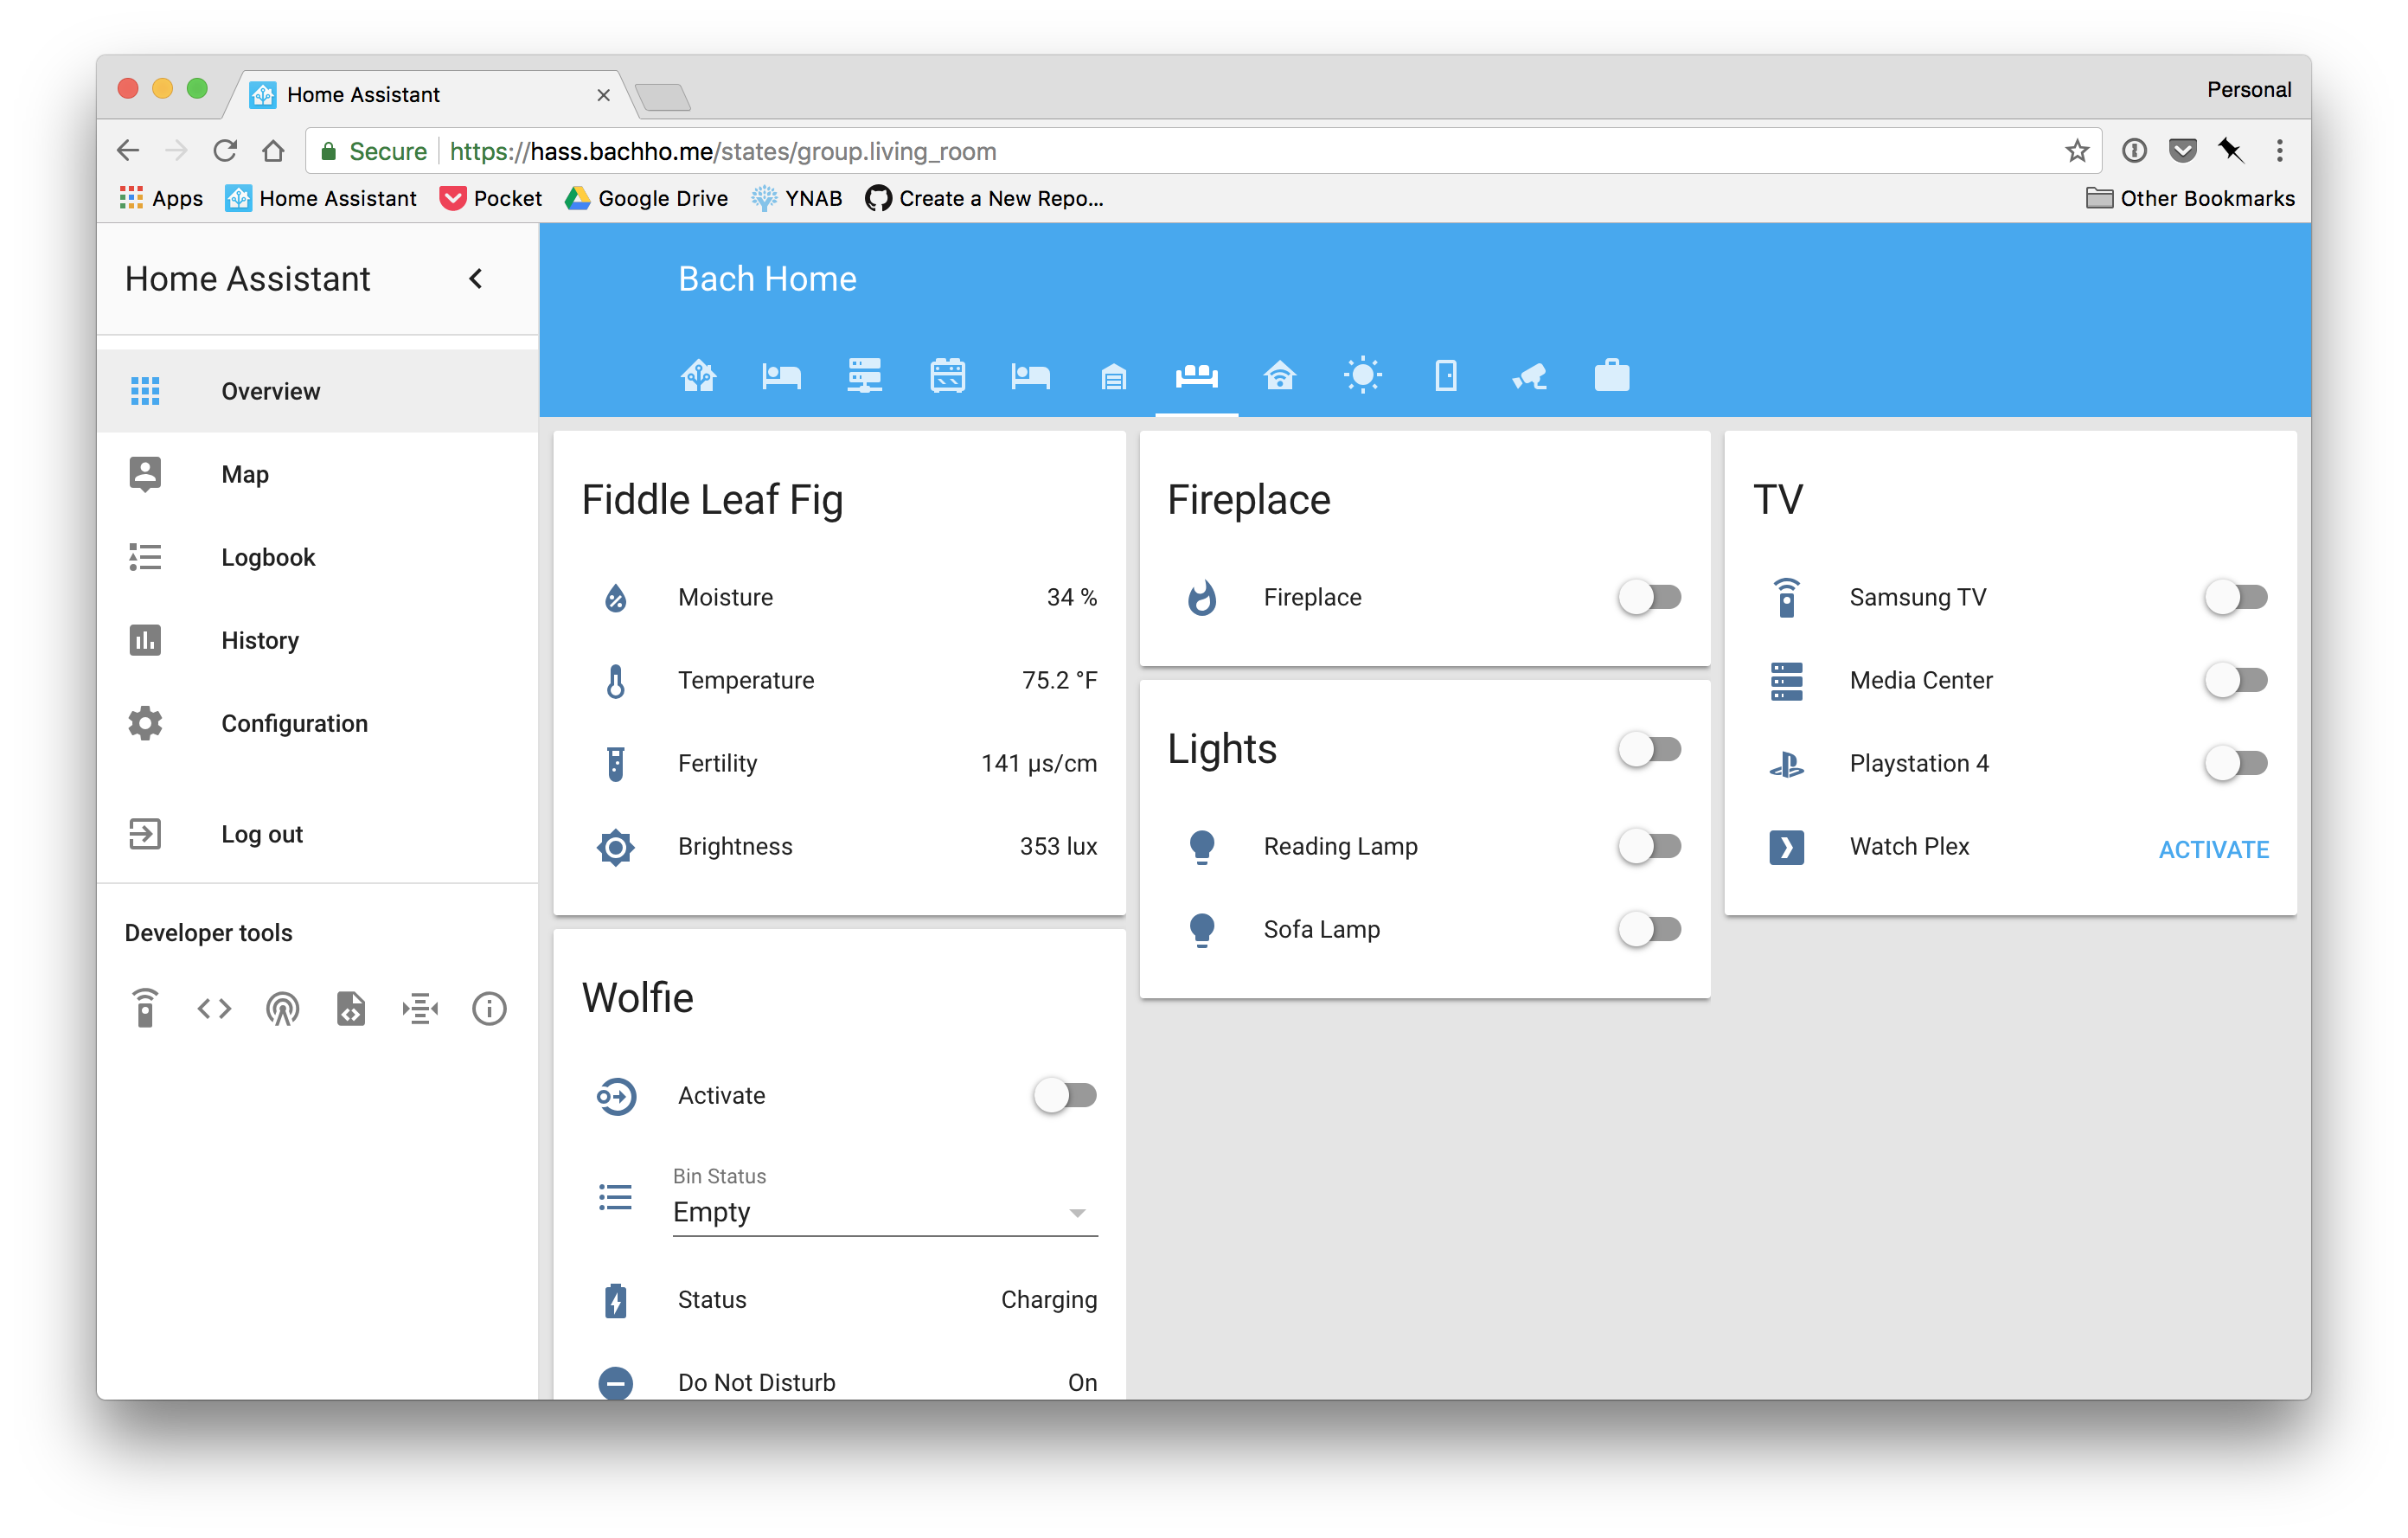 Home Assistant
Personal
Secure https://hass.bachho.me/states/group.living_room
Apps Home Assistant Pocket Google Drive YNAB Create a New Repo... Other Bookmarks
Home Assistant
Overview
Map
Logbook
History
Configuration
Log out
Developer tools
Bach Home
Fiddle Leaf Fig
Moisture 34 %
Temperature 75.2 °F
Fertility 141 µs/cm
Brightness 353 lux
Wolfie
Activate
Bin Status
Empty
Status Charging
Do Not Disturb On
Fireplace
Fireplace
Lights
Reading Lamp
Sofa Lamp
TV
Samsung TV
Media Center
Playstation 4
Watch Plex ACTIVATE